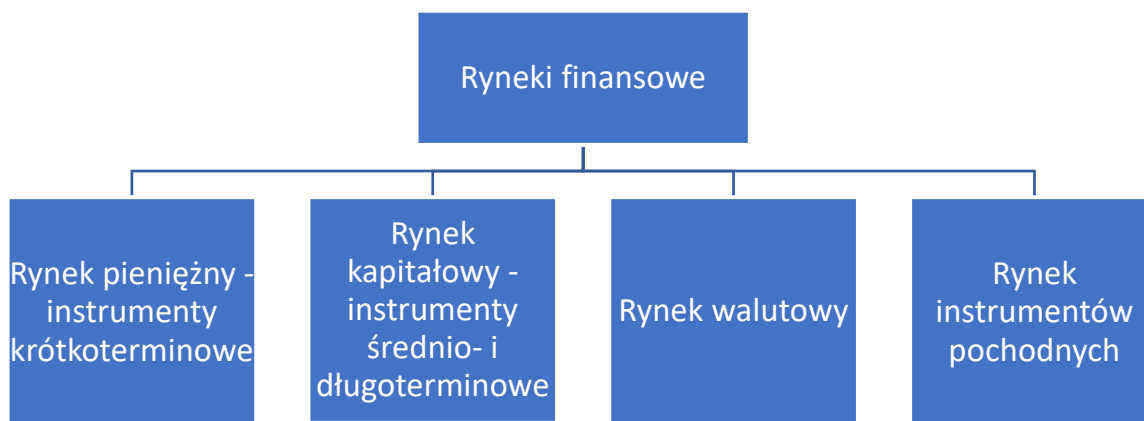 Ryneki finansowe
Rynek pieniężny -
instrumenty
krótkoterminowe
Rynek
kapitałowy -
instrumenty
średnio- i
długoterminowe
Rynek walutowy
Rynek
instrumentów
pochodnych